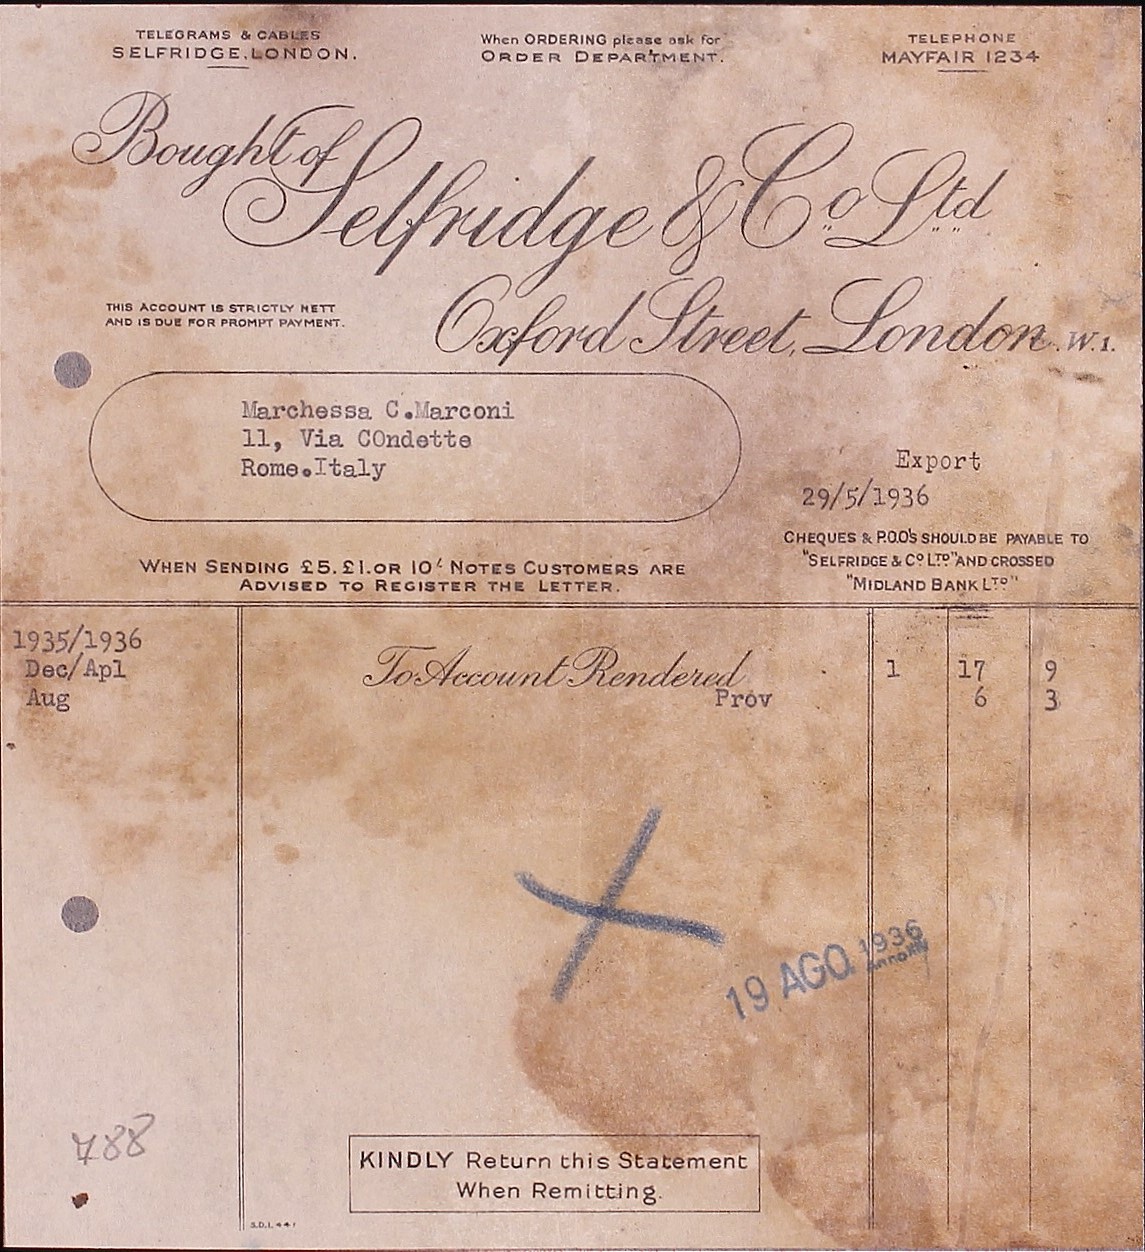 TELEGRAMS & CABLES
SELFRIDGE, LONDON.
When ORDERING please ask for
ORDER DEPARTMENT.
TELEPHONE
MAYFAIR 1234
Bought of
Selfridge & Co. Ltd
Oxford Street, London. W.1.
THIS ACCOUNT IS STRICTLY NETT
AND IS DUE FOR PROMPT PAYMENT.
Marchessa C.Marconi
11, Via COndette
Rome.Italy
Export
29/5/1936
CHEQUES & P.O.O's SHOULD BE PAYABLE TO
"SELFRIDGE & Co LTD" AND CROSSED
"MIDLAND BANK LTD"
WHEN SENDING £5. £1. OR 10/- NOTES CUSTOMERS ARE
ADVISED TO REGISTER THE LETTER.
1935/1936
Dec/Apl To Account Rendered 1 17 9
Aug Prov 6 3
19 AGO. 1936
788
KINDLY Return this Statement
When Remitting.